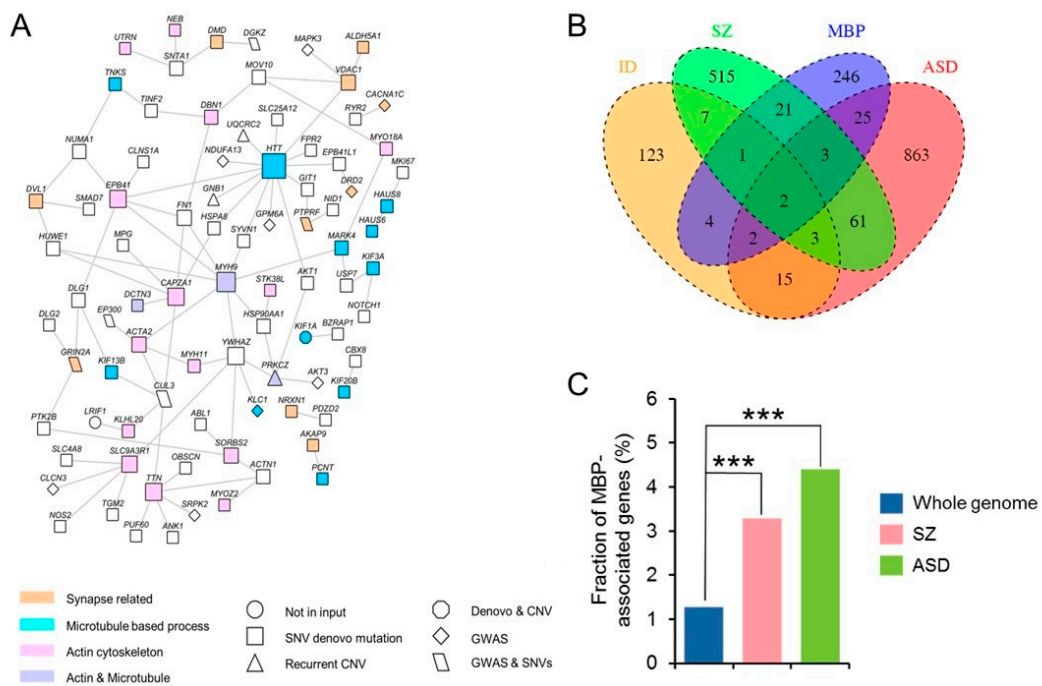 A
B
NEB
UTRN
DMD
DGKZ
SNTA1
MAPK3
ALDH5A1
VDAC1
MOV10
TNKS
TINF2
DBN1
SLC25A12
RYR2
CACNA1C
UQCRC2
MYO18A
NUMA1
CLNS1A
NDUFA13
HTT
FPR2
EPB41L1
MKI67
DVL1
SMAD7
EPB41
FN1
GNB1
GIT1
DRD2
HAUS8
HSPA8
GPM6A
PTPRF
NID1
HAUS6
HUWE1
MPG
SYVN1
MARK4
KIF3A
MYH9
AKT1
USP7
CAPZA1
STK38L
DLG1
DCTN3
NOTCH1
DLG2
EP300
HSP90AA1
KIF1A
BZRAP1
ACTA2
YWHAZ
CBX8
GRIN2A
KIF13B
MYH11
PRKCZ
AKT3
KIF20B
CUL3
KLC1
NRXN1
PDZD2
PTK2B
LRIF1
KLHL20
ABL1
SORBS2
AKAP9
SLC4A8
SLC9A3R1
OBSCN
ACTN1
PCNT
CLCN3
TTN
SRPK2
MYOZ2
NOS2
TGM2
PUF60
ANK1
Synapse related
Microtubule based process
Actin cytoskeleton
Actin & Microtubule
Not in input
SNV denovo mutation
Recurrent CNV
Denovo & CNV
GWAS
GWAS & SNVs
SZ
MBP
ID
ASD
515
246
7
21
25
123
1
3
863
2
4
2
3
61
15
C
Fraction of MBP-
associated genes (%)
6
5
4
3
2
1
0
***
***
Whole genome
SZ
ASD